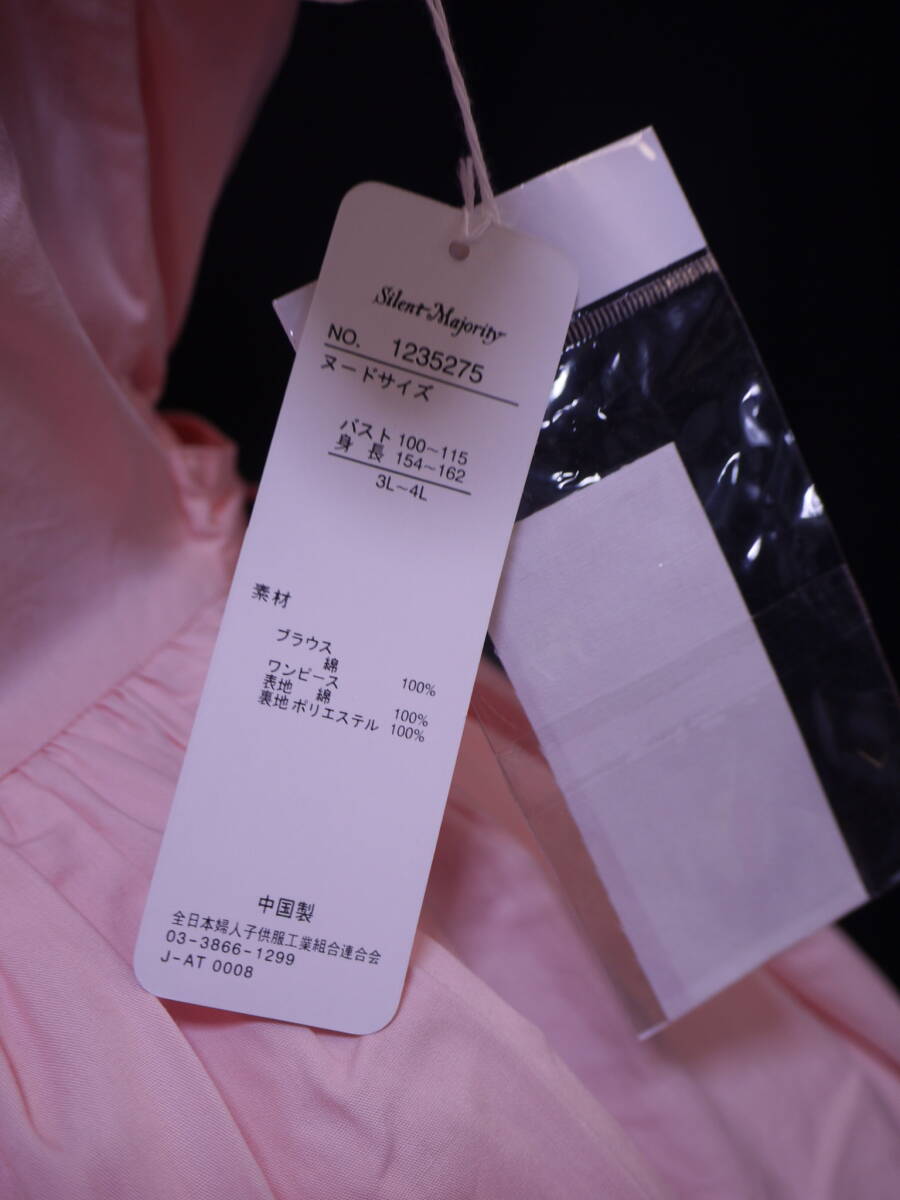 Silent Majority
NO. 1235275
ヌードサイズ
バスト 100~115
身長 154~162
3L~4L
素材
ブラウス
綿 100%
ワンピース
表地 綿 100%
裏地 ポリエステル 100%
中国製
全日本婦人子供服工業組合連合会
03-3866-1299
J-AT 0008